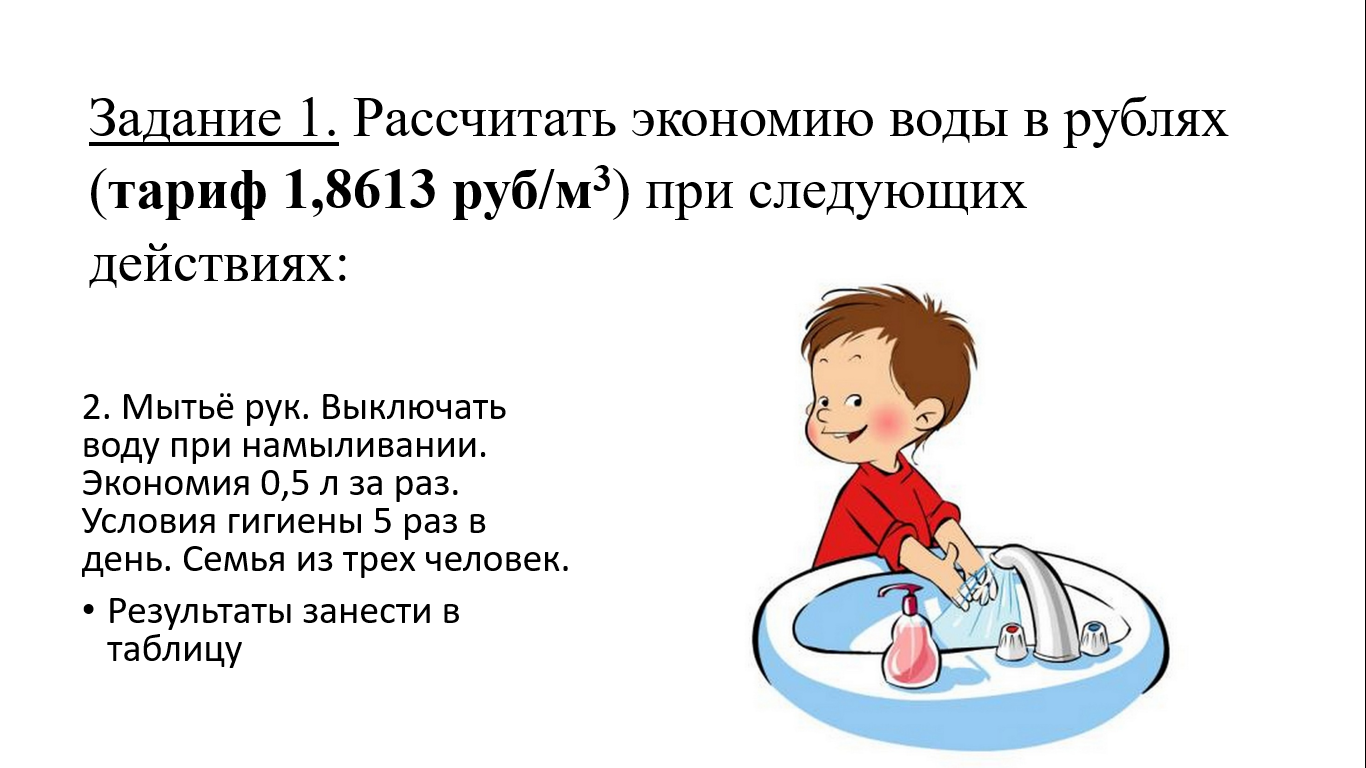 Задание 1. Рассчитать экономию воды в рублях
(тариф 1,8613 руб/м³) при следующих
действиях:
2. Мытьё рук. Выключать
воду при намыливании.
Экономия 0,5 л за раз.
Условия гигиены 5 раз в
день. Семья из трех человек.
• Результаты занести в
таблицу